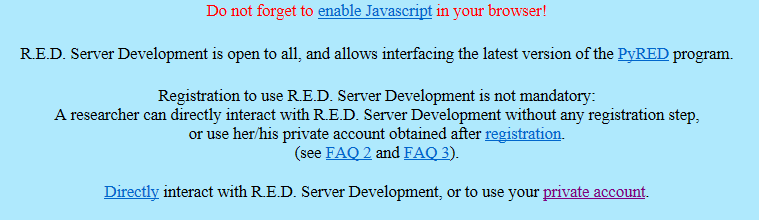 Do not forget to enable Javascript in your browser!
R.E.D. Server Development is open to all, and allows interfacing the latest version of the PyRED program.
Registration to use R.E.D. Server Development is not mandatory:
A researcher can directly interact with R.E.D. Server Development without any registration step,
or use her/his private account obtained after registration.
(see FAQ 2 and FAQ 3).
Directly interact with R.E.D. Server Development, or to use your private account.